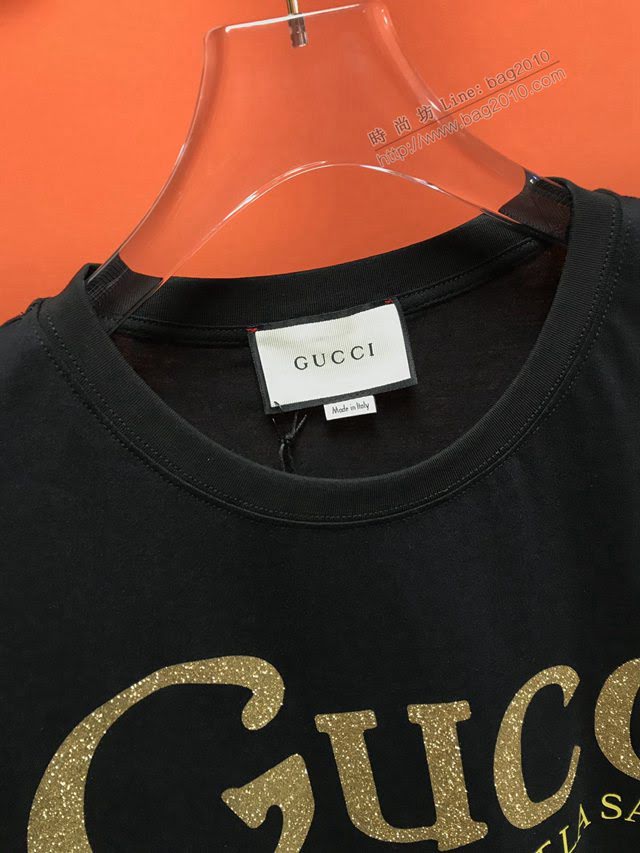 時尚坊 Line: bag2010
http://www.bag2010.com
GUCCI
Made in Italy
GUCC
LA SA